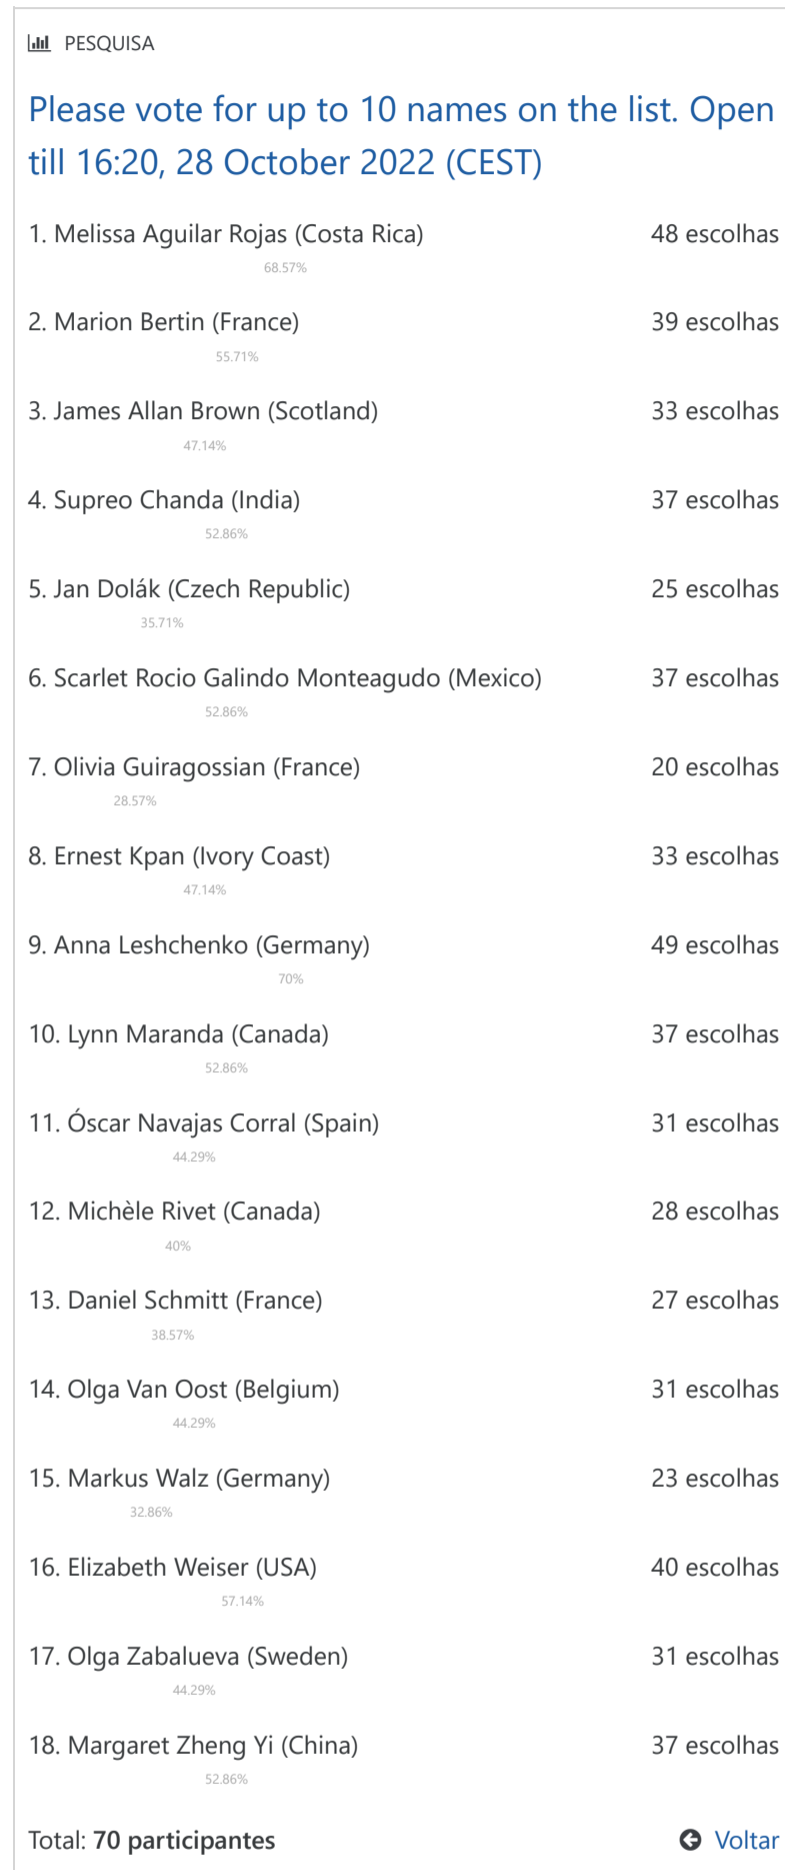 PESQUISA
Please vote for up to 10 names on the list. Open
till 16:20, 28 October 2022 (CEST)
1. Melissa Aguilar Rojas (Costa Rica) 48 escolhas
68.57%
2. Marion Bertin (France) 39 escolhas
55.71%
3. James Allan Brown (Scotland) 33 escolhas
47.14%
4. Supreo Chanda (India) 37 escolhas
52.86%
5. Jan Dolák (Czech Republic) 25 escolhas
35.71%
6. Scarlet Rocio Galindo Monteagudo (Mexico) 37 escolhas
52.86%
7. Olivia Guiragossian (France) 20 escolhas
28.57%
8. Ernest Kpan (Ivory Coast) 33 escolhas
47.14%
9. Anna Leshchenko (Germany) 49 escolhas
70%
10. Lynn Maranda (Canada) 37 escolhas
52.86%
11. Óscar Navajas Corral (Spain) 31 escolhas
44.29%
12. Michèle Rivet (Canada) 28 escolhas
40%
13. Daniel Schmitt (France) 27 escolhas
38.57%
14. Olga Van Oost (Belgium) 31 escolhas
44.29%
15. Markus Walz (Germany) 23 escolhas
32.86%
16. Elizabeth Weiser (USA) 40 escolhas
57.14%
17. Olga Zabalueva (Sweden) 31 escolhas
44.29%
18. Margaret Zheng Yi (China) 37 escolhas
52.86%
Total: 70 participantes Voltar